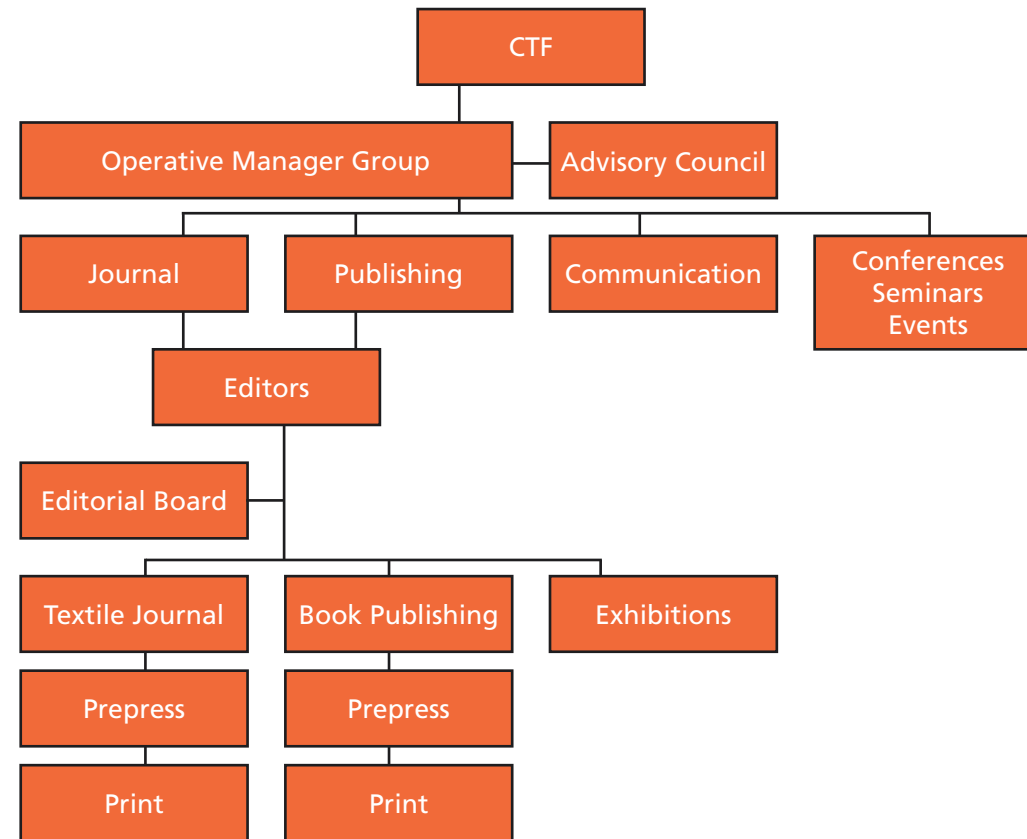 CTF
Operative Manager Group
Advisory Council
Journal
Publishing
Communication
Conferences
Seminars
Events
Editors
Editorial Board
Textile Journal
Book Publishing
Exhibitions
Prepress
Prepress
Print
Print